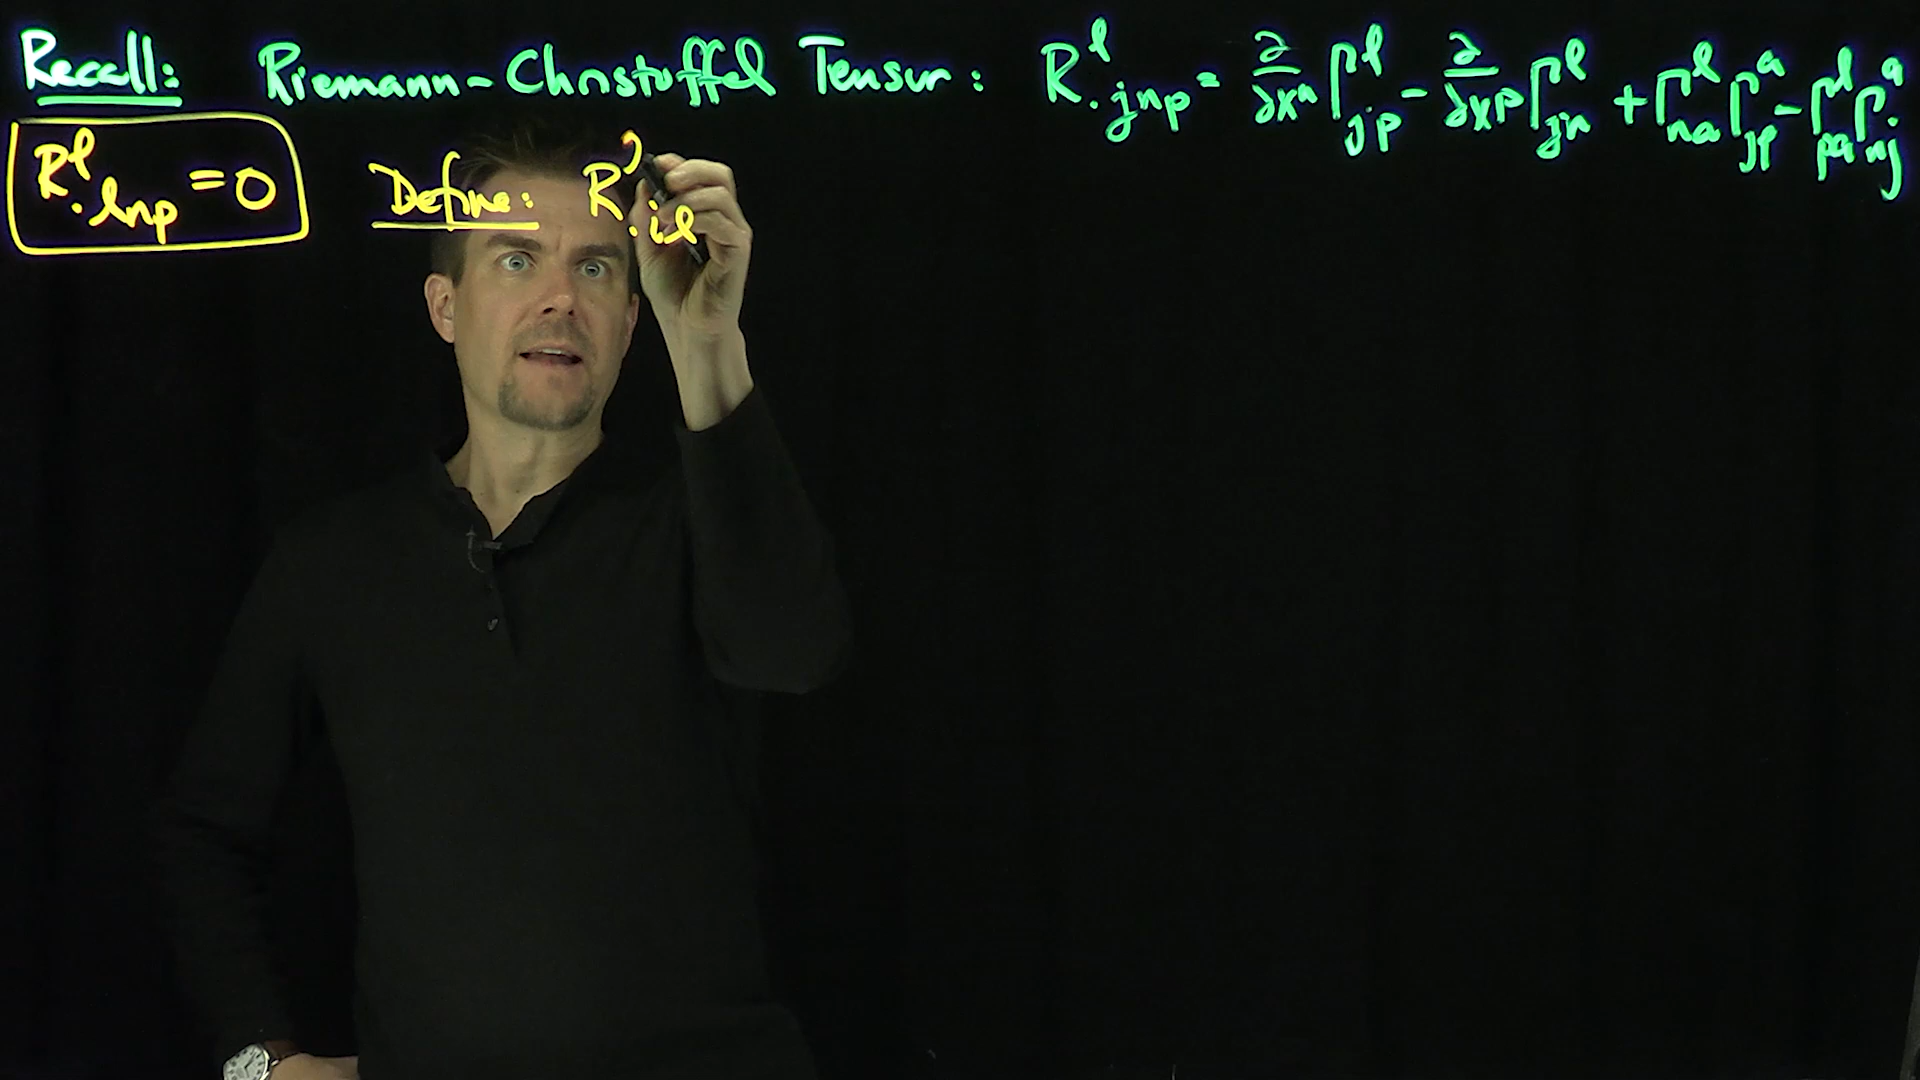 Recall: Riemann-Christoffel Tensor: R^l_{.jnp} = ∂/∂x^n Γ^l_{jp} - ∂/∂x^p Γ^l_{jn} + Γ^l_{na} Γ^a_{jp} - Γ^l_{pa} Γ^a_{nj}
R^l_{.lnp} = 0 Define: R_{.il}